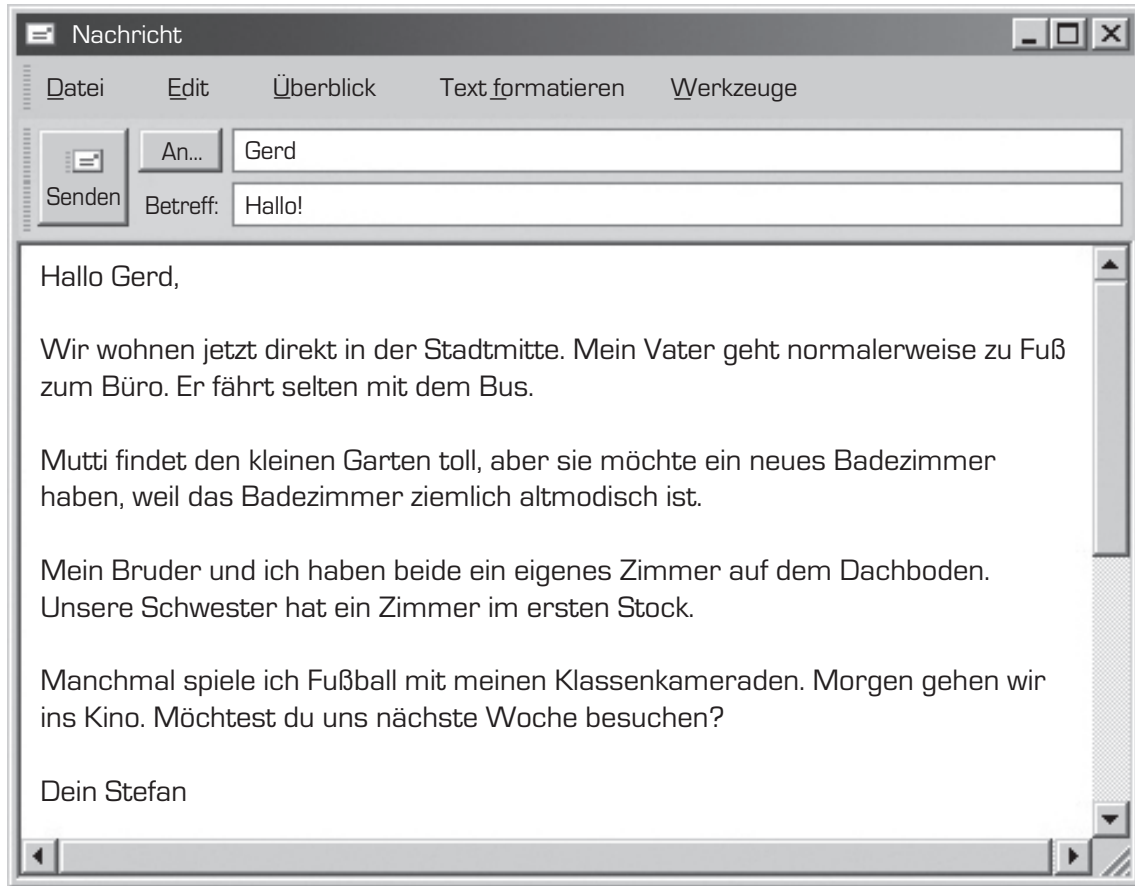 Nachricht
Datei Edit Überblick Text formatieren Werkzeuge
An... Gerd
Senden
Betreff: Hallo!
Hallo Gerd,
Wir wohnen jetzt direkt in der Stadtmitte. Mein Vater geht normalerweise zu Fuß
zum Büro. Er fährt selten mit dem Bus.
Mutti findet den kleinen Garten toll, aber sie möchte ein neues Badezimmer
haben, weil das Badezimmer ziemlich altmodisch ist.
Mein Bruder und ich haben beide ein eigenes Zimmer auf dem Dachboden.
Unsere Schwester hat ein Zimmer im ersten Stock.
Manchmal spiele ich Fußball mit meinen Klassenkameraden. Morgen gehen wir
ins Kino. Möchtest du uns nächste Woche besuchen?
Dein Stefan